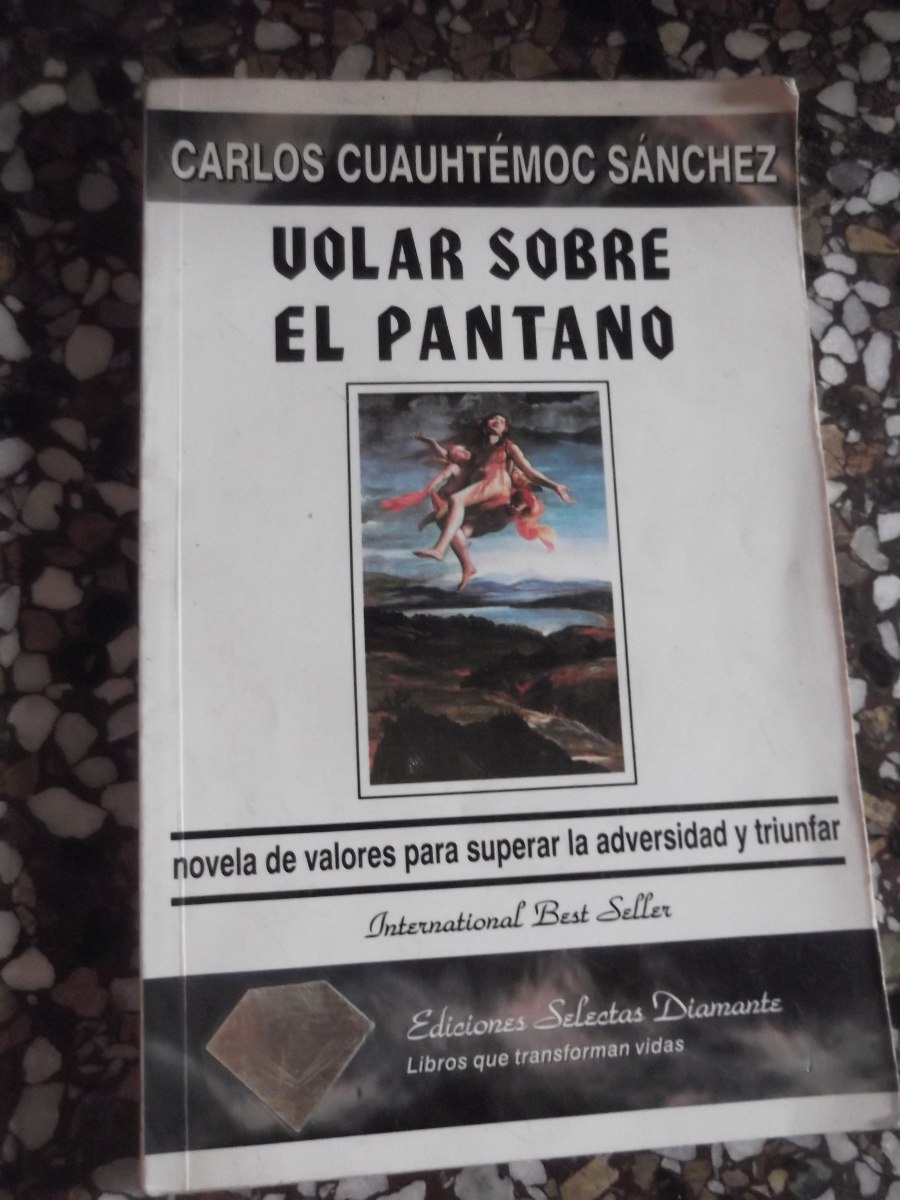 CARLOS CUAUHTÉMOC SÁNCHEZ
VOLAR SOBRE
EL PANTANO
novela de valores para superar la adversidad y triunfar
International Best Seller
Ediciones Selectas Diamante
Libros que transforman vidas